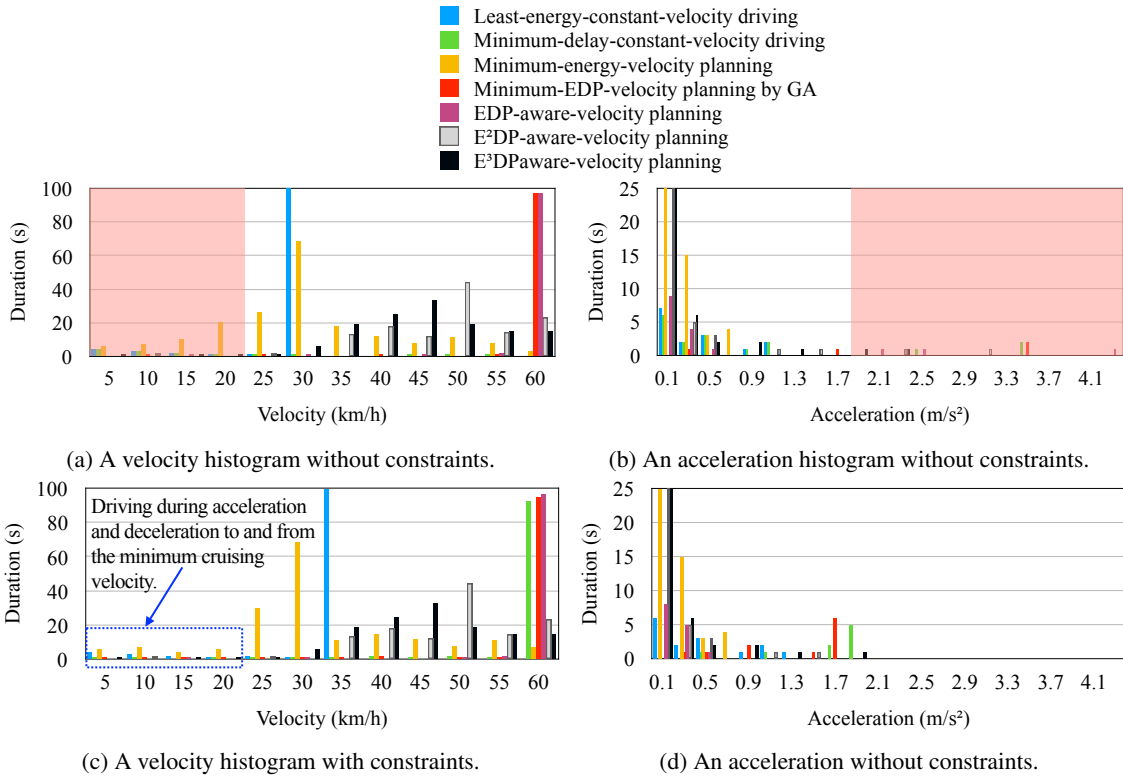 Least-energy-constant-velocity driving
Minimum-delay-constant-velocity driving
Minimum-energy-velocity planning
Minimum-EDP-velocity planning by GA
EDP-aware-velocity planning
E²DP-aware-velocity planning
E³DPaware-velocity planning
100
80
60
40
20
0
Duration (s)
5 10 15 20 25 30 35 40 45 50 55 60
Velocity (km/h)
(a) A velocity histogram without constraints.
25
20
15
10
5
0
Duration (s)
0.1 0.5 0.9 1.3 1.7 2.1 2.5 2.9 3.3 3.7 4.1
Acceleration (m/s²)
(b) An acceleration histogram without constraints.
100
80
60
40
20
0
Duration (s)
Driving during acceleration
and deceleration to and from
the minimum cruising
velocity.
5 10 15 20 25 30 35 40 45 50 55 60
Velocity (km/h)
(c) A velocity histogram with constraints.
25
20
15
10
5
0
Duration (s)
0.1 0.5 0.9 1.3 1.7 2.1 2.5 2.9 3.3 3.7 4.1
Acceleration (m/s²)
(d) An acceleration without constraints.